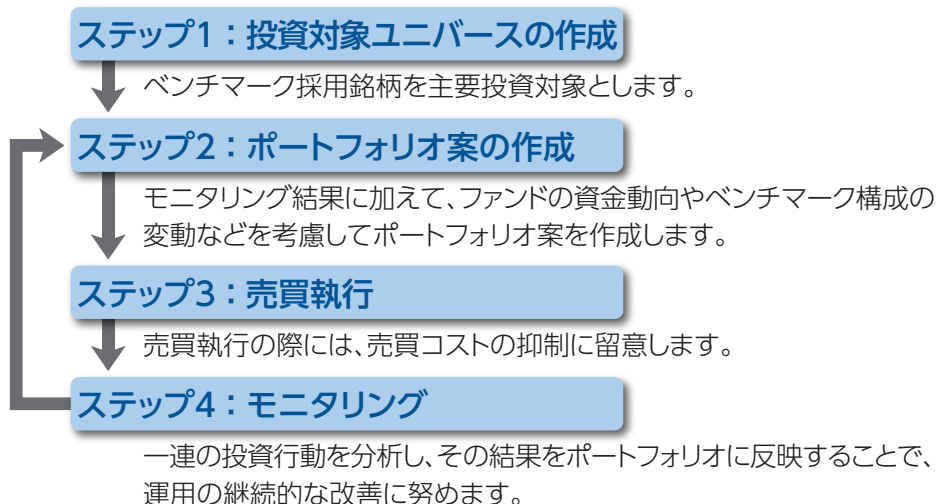 ステップ1：投資対象ユニバースの作成
ベンチマーク採用銘柄を主要投資対象とします。
ステップ2：ポートフォリオ案の作成
モニタリング結果に加えて、ファンドの資金動向やベンチマーク構成の
変動などを考慮してポートフォリオ案を作成します。
ステップ3：売買執行
売買執行の際には、売買コストの抑制に留意します。
ステップ4：モニタリング
一連の投資行動を分析し、その結果をポートフォリオに反映することで、
運用の継続的な改善に努めます。